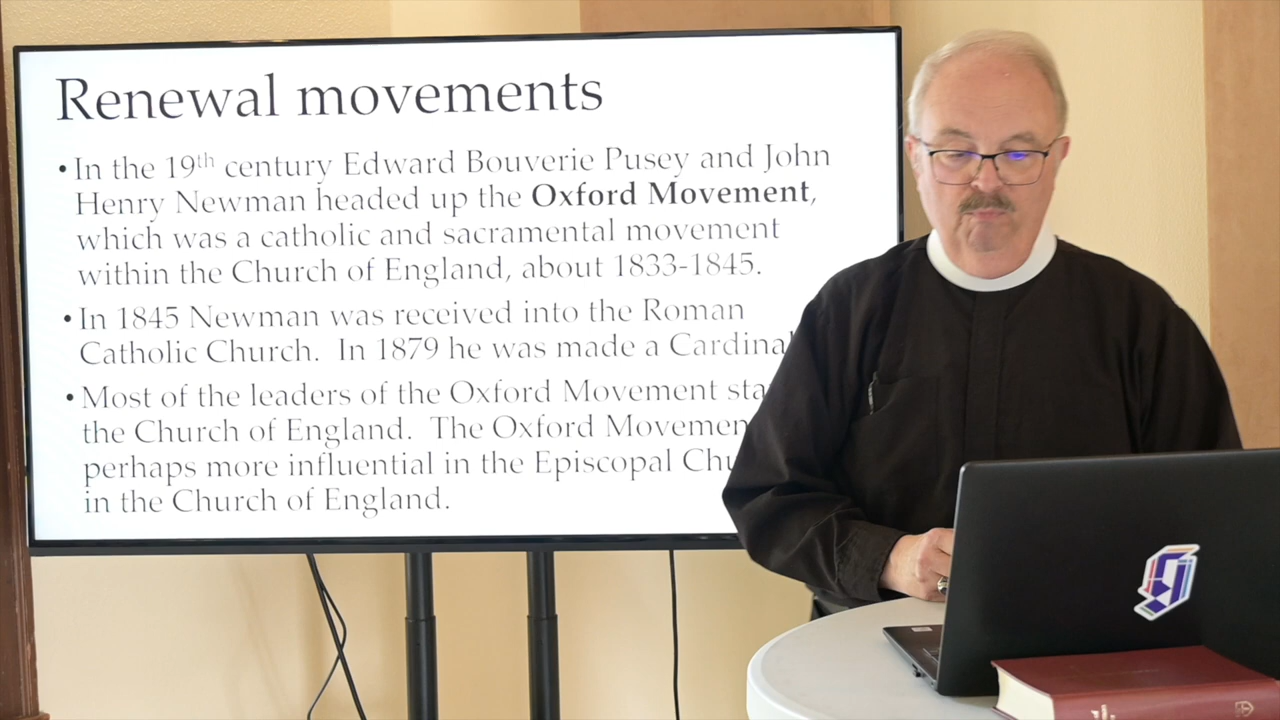 Renewal movements
• In the 19th century Edward Bouverie Pusey and John
Henry Newman headed up the Oxford Movement,
which was a catholic and sacramental movement
within the Church of England, about 1833-1845.
• In 1845 Newman was received into the Roman
Catholic Church. In 1879 he was made a Cardinal
• Most of the leaders of the Oxford Movement
the Church of England. The Oxford
perhaps more influential in the Episcopal
in the Church of England.